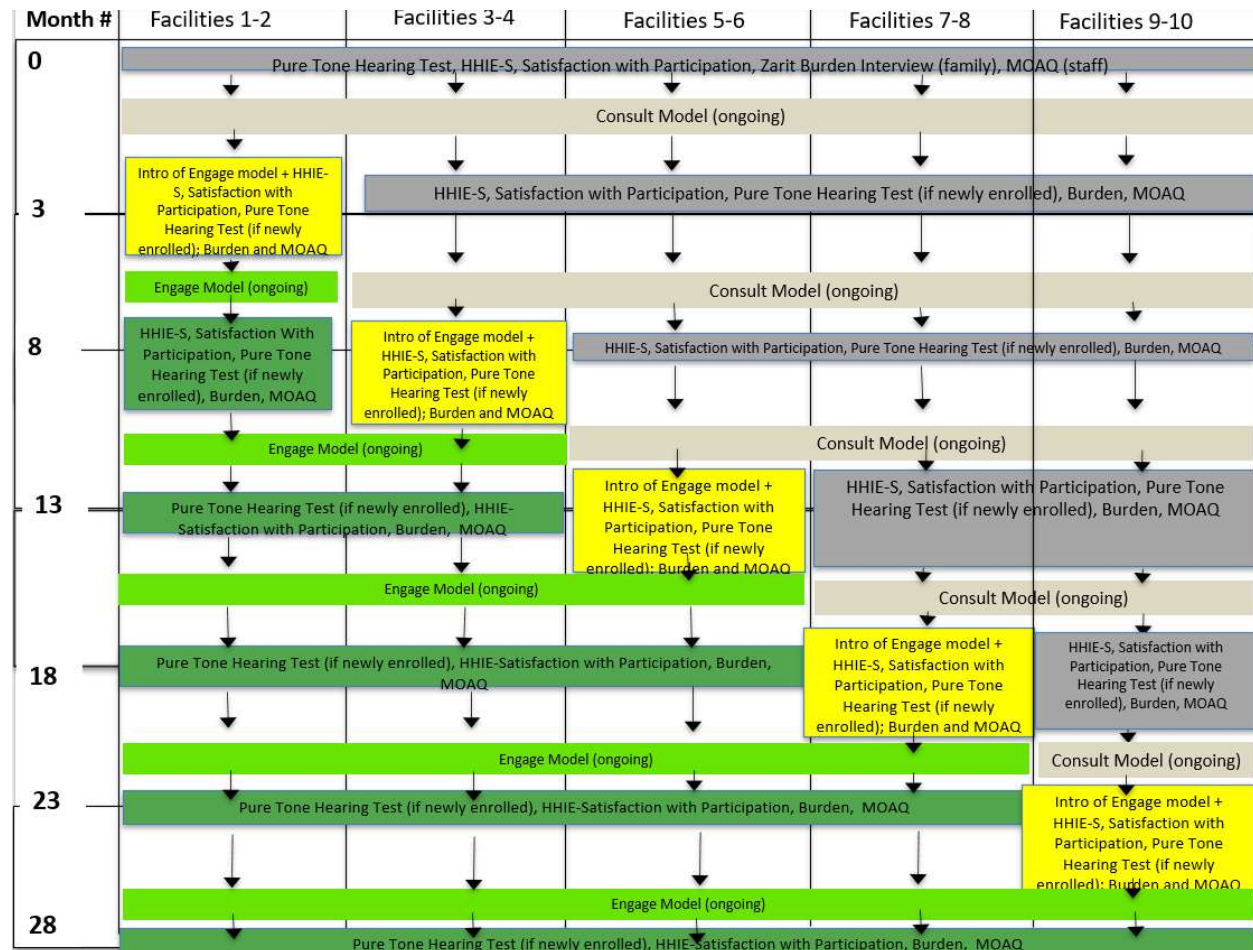 Month #
Facilities 1-2
Facilities 3-4
Facilities 5-6
Facilities 7-8
Facilities 9-10
0
Pure Tone Hearing Test, HHIE-S, Satisfaction with Participation, Zarit Burden Interview (family), MOAQ (staff)
Consult Model (ongoing)
Intro of Engage model + HHIE-
S, Satisfaction with
Participation, Pure Tone
Hearing Test (if newly
enrolled); Burden and MOAQ
HHIE-S, Satisfaction with Participation, Pure Tone Hearing Test (if newly enrolled), Burden, MOAQ
3
Engage Model (ongoing)
Consult Model (ongoing)
8
HHIE-S, Satisfaction With
Participation, Pure Tone
Hearing Test (if newly
enrolled), Burden, MOAQ
Intro of Engage model +
HHIE-S, Satisfaction with
Participation, Pure Tone
Hearing Test (if newly
enrolled); Burden and MOAQ
HHIE-S, Satisfaction with Participation, Pure Tone Hearing Test (if newly enrolled), Burden, MOAQ
Engage Model (ongoing)
Consult Model (ongoing)
13
Pure Tone Hearing Test (if newly enrolled), HHIE-
Satisfaction with Participation, Burden, MOAQ
Intro of Engage model +
HHIE-S, Satisfaction with
Participation, Pure Tone
Hearing Test (if newly
enrolled); Burden and MOAQ
HHIE-S, Satisfaction with Participation, Pure Tone
Hearing Test (if newly enrolled), Burden, MOAQ
Engage Model (ongoing)
Consult Model (ongoing)
18
Pure Tone Hearing Test (if newly enrolled), HHIE-Satisfaction with Participation, Burden,
MOAQ
Intro of Engage model +
HHIE-S, Satisfaction with
Participation, Pure Tone
Hearing Test (if newly
enrolled); Burden and MOAQ
HHIE-S, Satisfaction with
Participation, Pure Tone
Hearing Test (if newly
enrolled), Burden, MOAQ
Engage Model (ongoing)
Consult Model (ongoing)
23
Pure Tone Hearing Test (if newly enrolled), HHIE-Satisfaction with Participation, Burden, MOAQ
Intro of Engage model +
HHIE-S, Satisfaction with
Participation, Pure Tone
Hearing Test (if newly
enrolled); Burden and MOAQ
Engage Model (ongoing)
28
Pure Tone Hearing Test (if newly enrolled), HHIE-Satisfaction with Participation, Burden, MOAQ